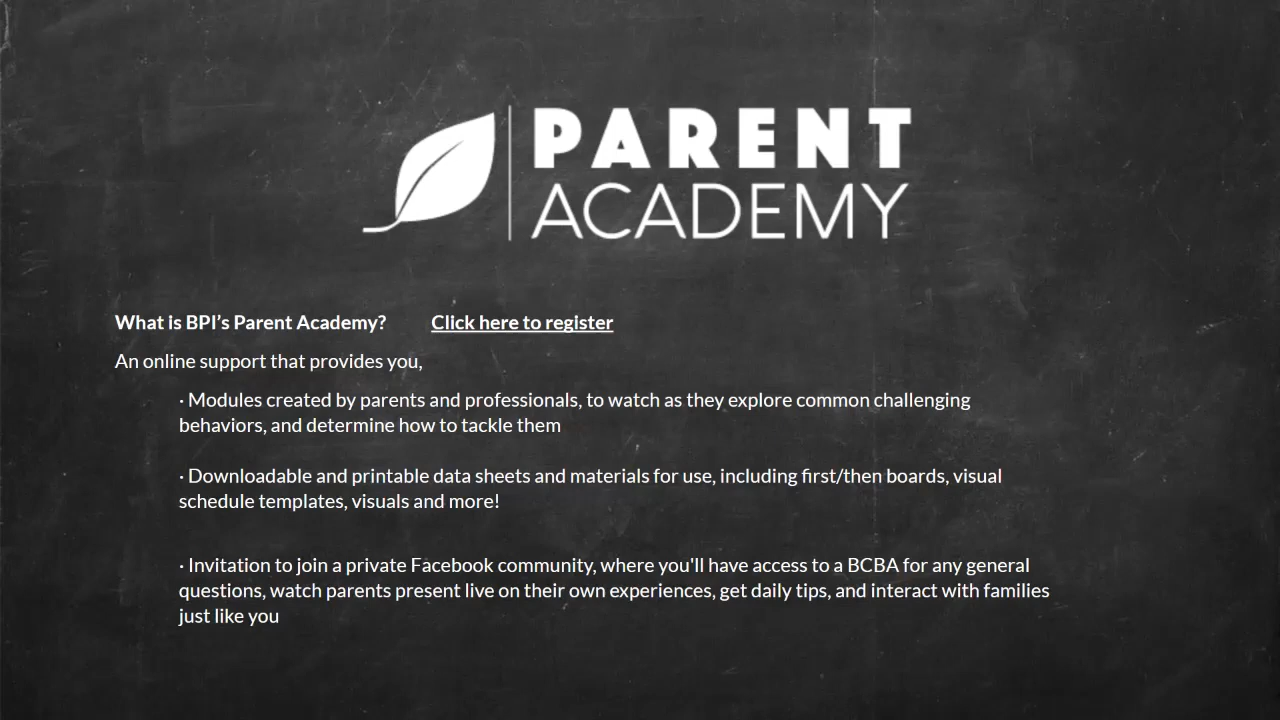 PARENT
ACADEMY
What is BPI’s Parent Academy? Click here to register
An online support that provides you,
· Modules created by parents and professionals, to watch as they explore common challenging
behaviors, and determine how to tackle them
· Downloadable and printable data sheets and materials for use, including first/then boards, visual
schedule templates, visuals and more!
· Invitation to join a private Facebook community, where you'll have access to a BCBA for any general
questions, watch parents present live on their own experiences, get daily tips, and interact with families
just like you